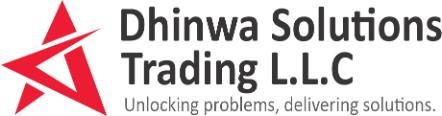 Dhinwa Solutions
Trading L.L.C
Unlocking problems, delivering solutions.